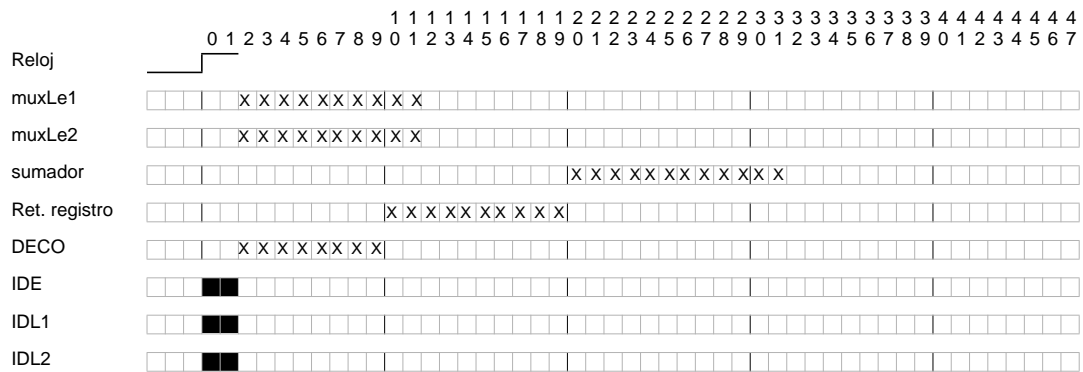 1 1 1 1 1 1 1 1 1 1 2 2 2 2 2 2 2 2 2 2 3 3 3 3 3 3 3 3 3 3 4 4 4 4 4 4 4 4
0 1 2 3 4 5 6 7 8 9 0 1 2 3 4 5 6 7 8 9 0 1 2 3 4 5 6 7 8 9 0 1 2 3 4 5 6 7 8 9 0 1 2 3 4 5 6 7
Reloj
muxLe1 X X X X X X X X X X
muxLe2 X X X X X X X X X X
sumador X X X X X X X X X X X X
Ret. registro X X X X X X X X X X
DECO X X X X X X X X
IDE
IDL1
IDL2